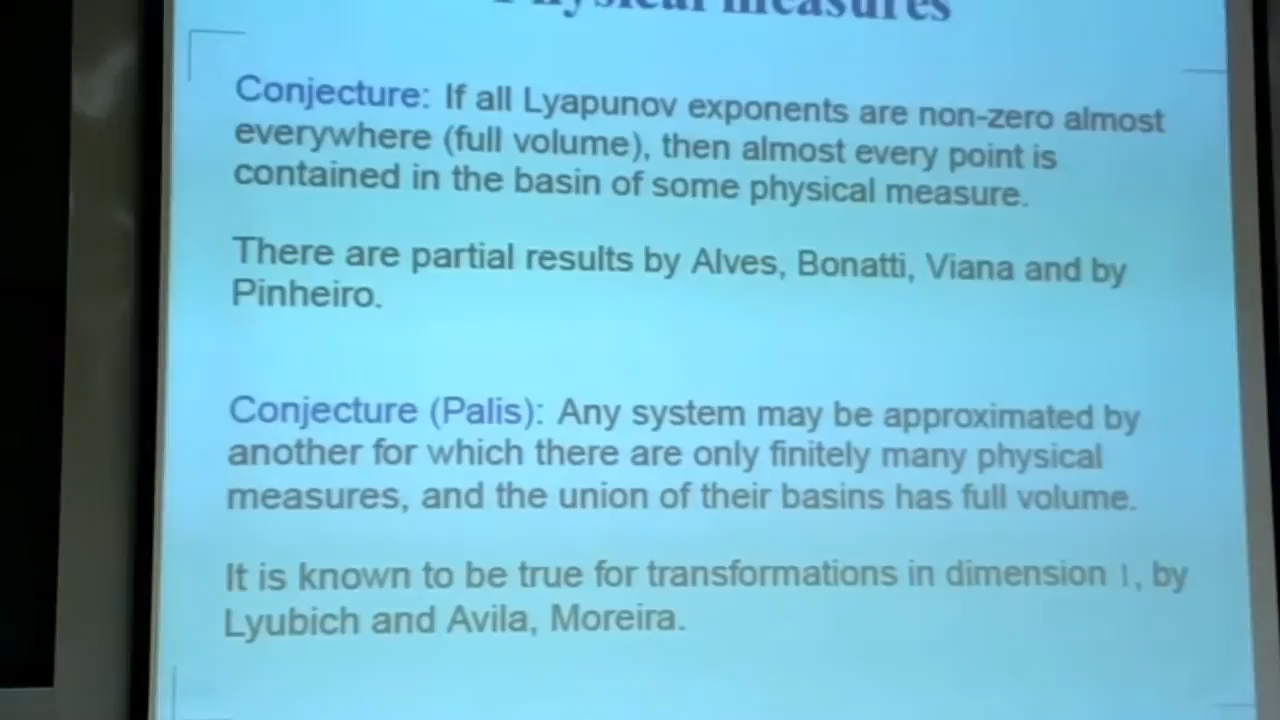 Physical measures
Conjecture: If all Lyapunov exponents are non-zero almost
everywhere (full volume), then almost every point is
contained in the basin of some physical measure.
There are partial results by Alves, Bonatti, Viana and by
Pinheiro.
Conjecture (Palis): Any system may be approximated by
another for which there are only finitely many physical
measures, and the union of their basins has full volume.
It is known to be true for transformations in dimension 1, by
Lyubich and Avila, Moreira.